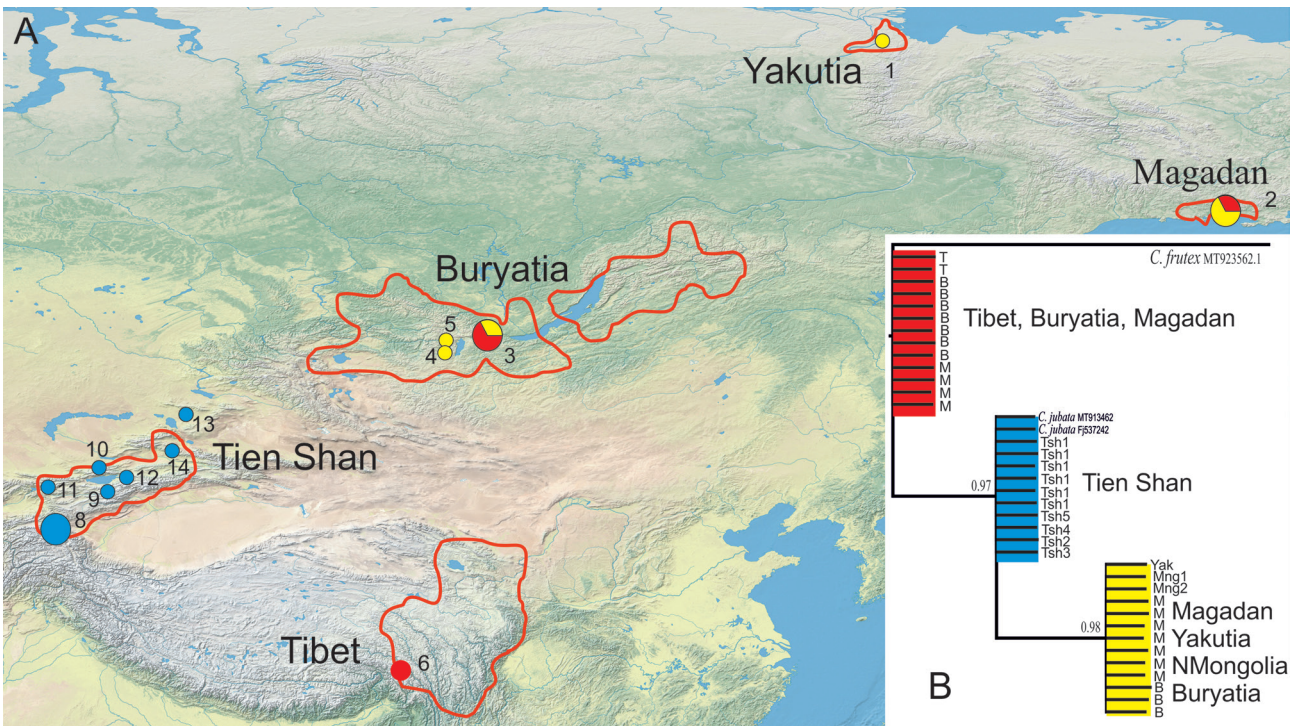 A
Yakutia
1
Magadan
2
Buryatia
5
4
3
13
10
Tien Shan
14
12
11
9
8
Tibet
6
C. frutex MT923562.1
T
T
B
B
B
B
B
B
B
M
M
M
M
Tibet, Buryatia, Magadan
C. jubata MT913462
C. jubata Fj537242
Tsh1
Tsh1
Tsh1
Tsh1
Tsh1
Tsh5
Tsh4
Tsh2
Tsh3
0.97
Tien Shan
Yak
Mng1
Mng2
M
M
M
M
M
M
M
B
B
B
0.98
Magadan
Yakutia
NMongolia
Buryatia
B